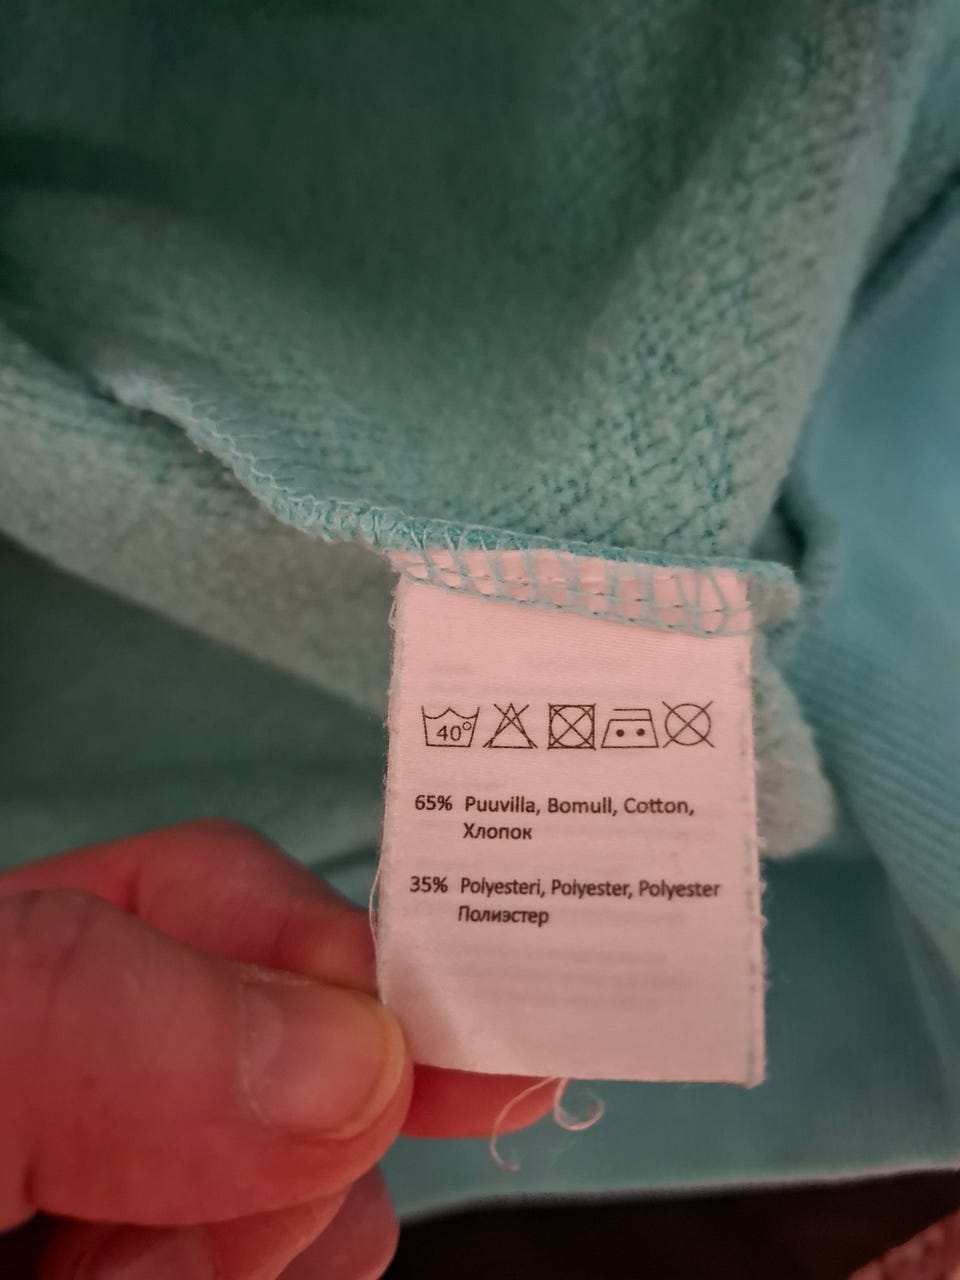 40°
65% Puuvilla, Bomull, Cotton,
Хлопок
35% Polyesteri, Polyester, Polyester
Полиэстер